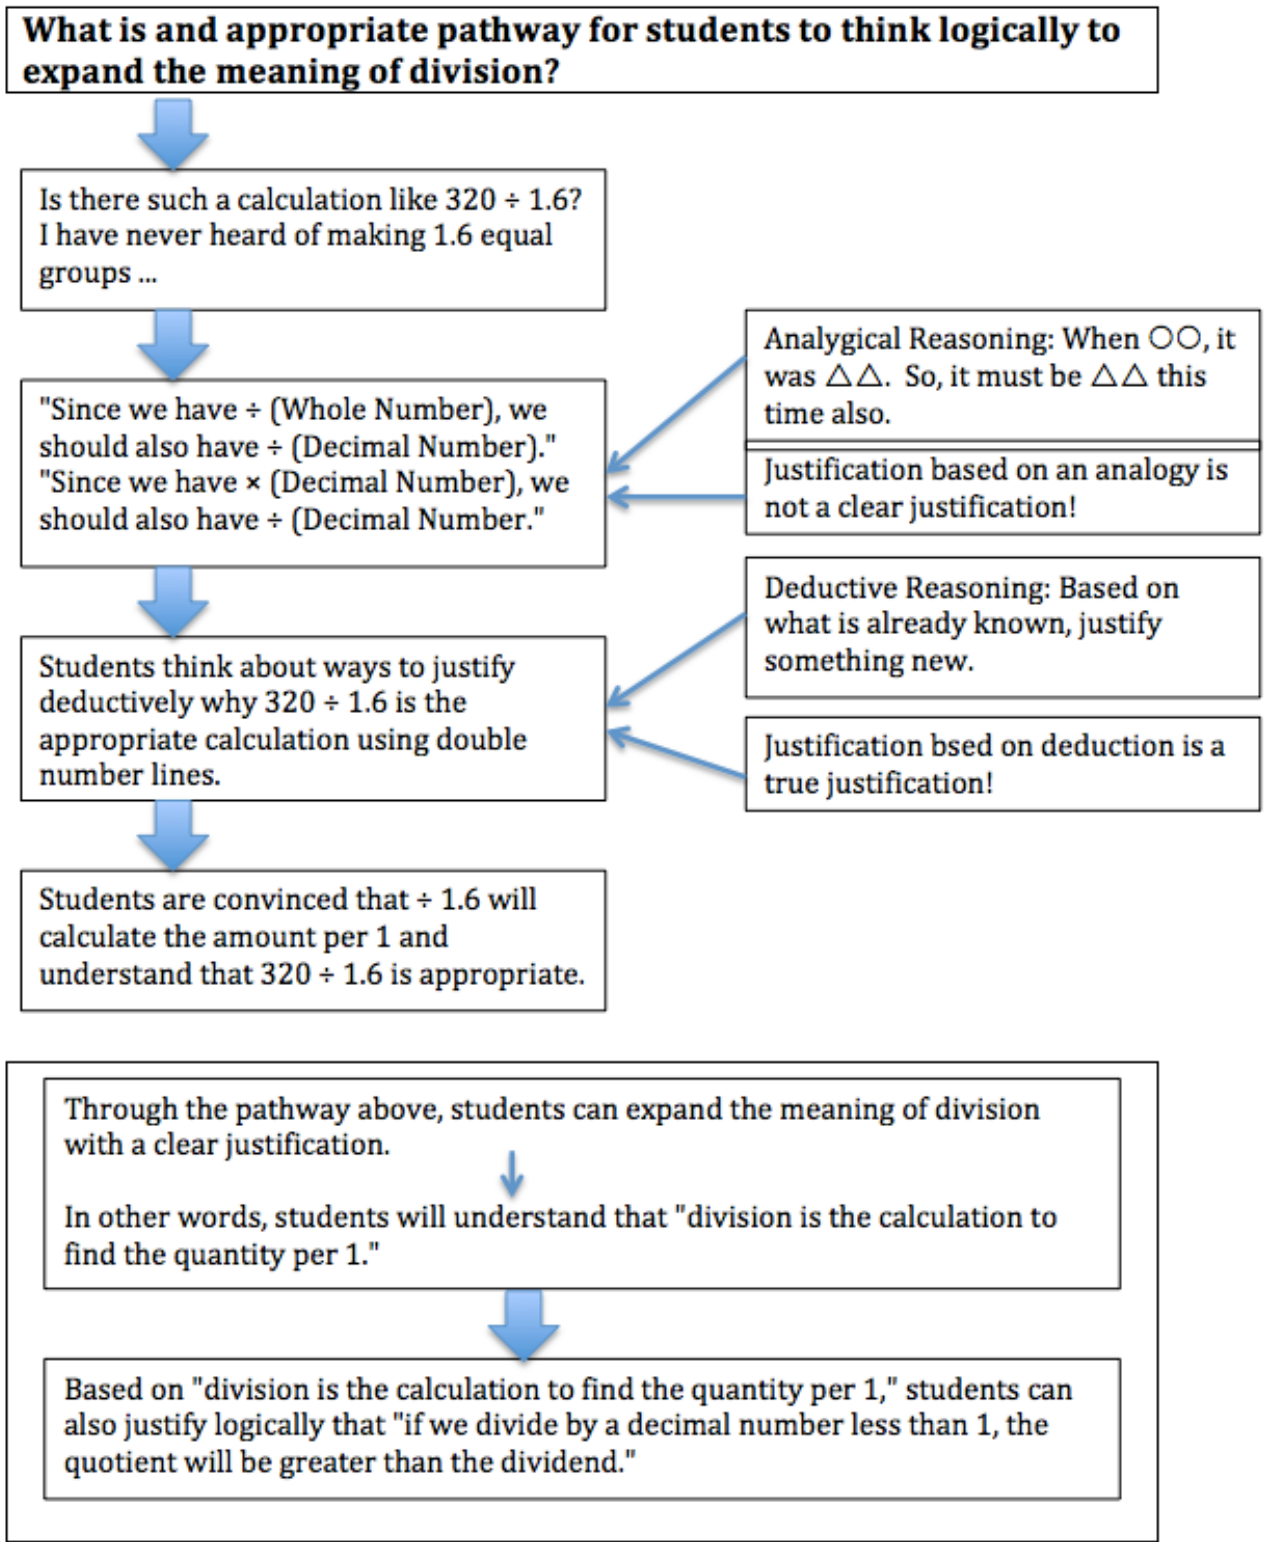 What is and appropriate pathway for students to think logically to
expand the meaning of division?
Is there such a calculation like 320 ÷ 1.6?
I have never heard of making 1.6 equal
groups ...
"Since we have ÷ (Whole Number), we
should also have ÷ (Decimal Number)."
"Since we have × (Decimal Number), we
should also have ÷ (Decimal Number."
Analygical Reasoning: When ○○, it
was △△.  So, it must be △△ this
time also.
Justification based on an analogy is
not a clear justification!
Students think about ways to justify
deductively why 320 ÷ 1.6 is the
appropriate calculation using double
number lines.
Deductive Reasoning: Based on
what is already known, justify
something new.
Justification bsed on deduction is a
true justification!
Students are convinced that ÷ 1.6 will
calculate the amount per 1 and
understand that 320 ÷ 1.6 is appropriate.
Through the pathway above, students can expand the meaning of division
with a clear justification.
In other words, students will understand that "division is the calculation to
find the quantity per 1."
Based on "division is the calculation to find the quantity per 1," students can
also justify logically that "if we divide by a decimal number less than 1, the
quotient will be greater than the dividend."